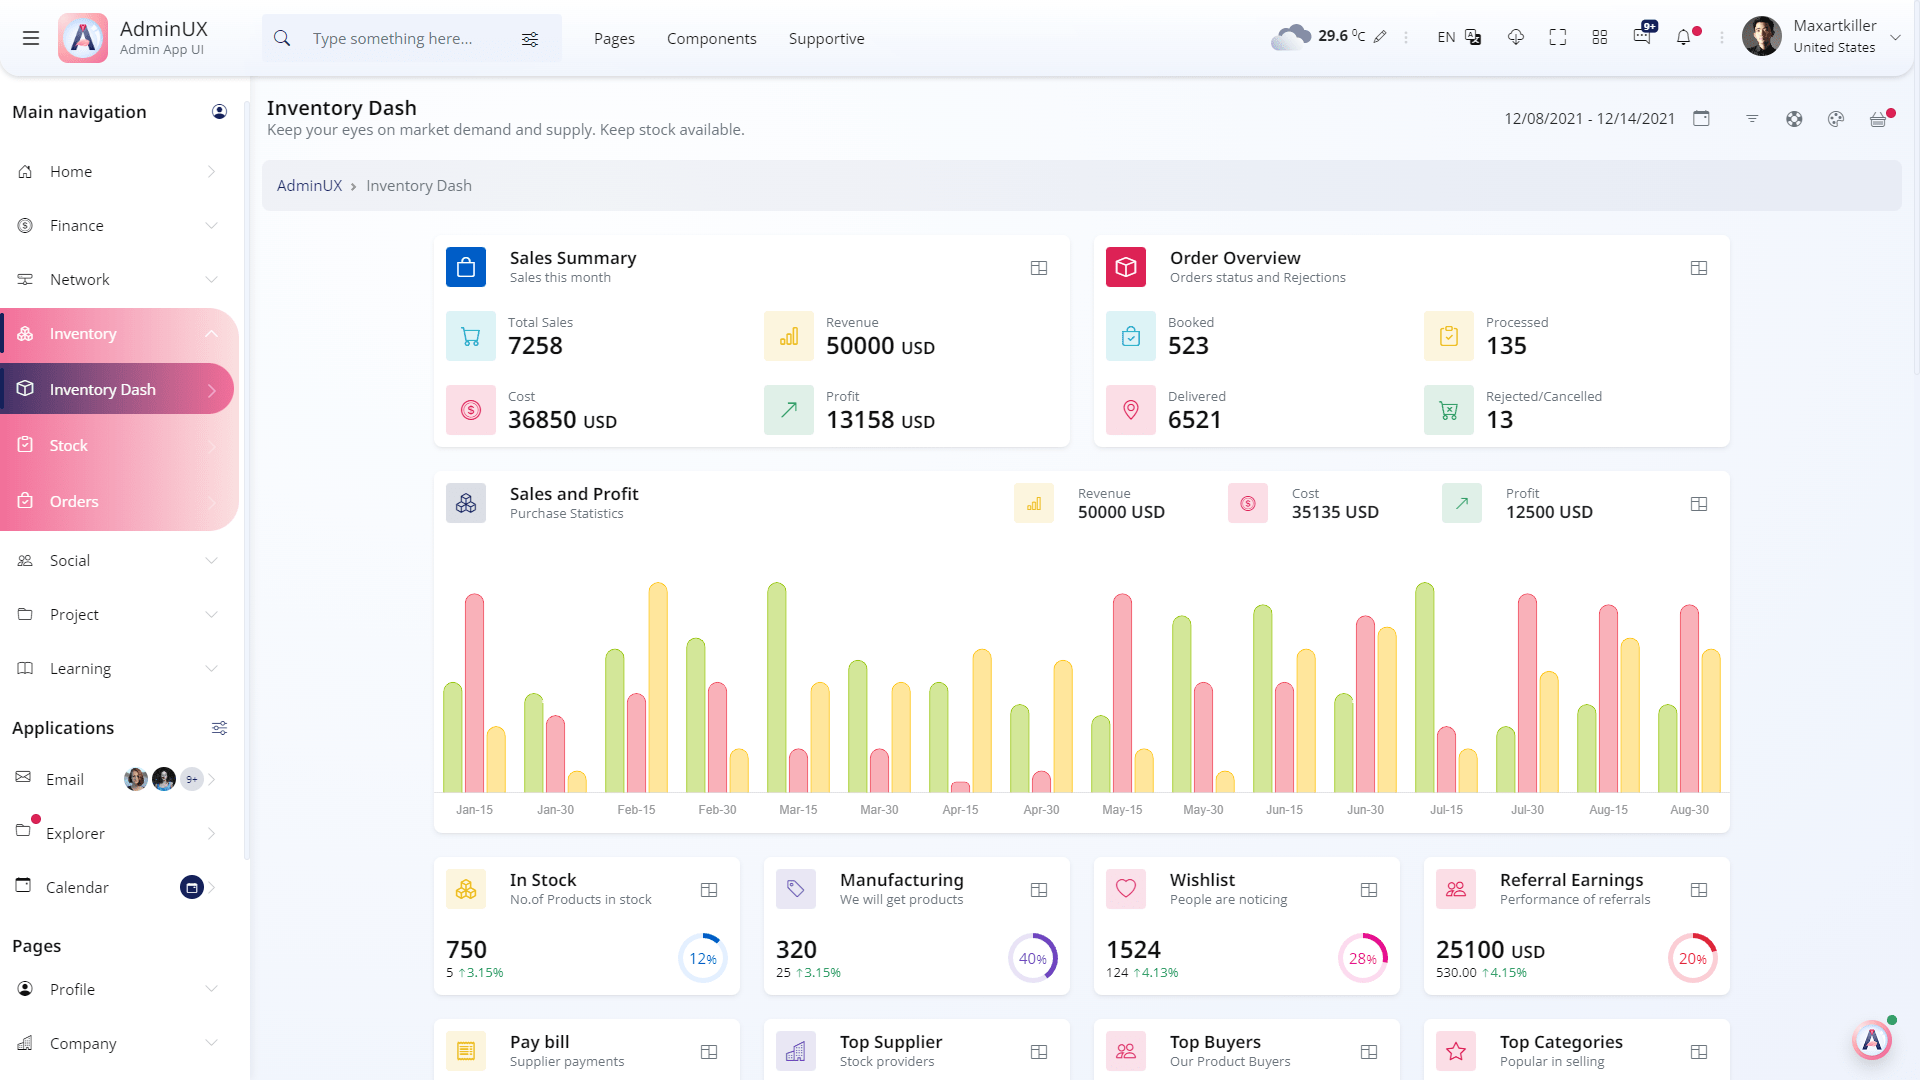 AdminUX
Admin App UI
Type something here...
Pages
Components
Supportive
29.6 °C
EN
9+
Maxartkiller
United States
Main navigation
Home
Finance
Network
Inventory
Inventory Dash
Stock
Orders
Social
Project
Learning
Applications
Email
9+
Explorer
Calendar
Pages
Profile
Company
Inventory Dash
Keep your eyes on market demand and supply. Keep stock available.
12/08/2021 - 12/14/2021
AdminUX › Inventory Dash
Sales Summary
Sales this month
Total Sales
7258
Revenue
50000 USD
Cost
36850 USD
Profit
13158 USD
Order Overview
Orders status and Rejections
Booked
523
Processed
135
Delivered
6521
Rejected/Cancelled
13
Sales and Profit
Purchase Statistics
Revenue
50000 USD
Cost
35135 USD
Profit
12500 USD
Jan-15 Jan-30 Feb-15 Feb-30 Mar-15 Mar-30 Apr-15 Apr-30 May-15 May-30 Jun-15 Jun-30 Jul-15 Jul-30 Aug-15 Aug-30
In Stock
No.of Products in stock
750
5 ↑3.15%
12%
Manufacturing
We will get products
320
25 ↑3.15%
40%
Wishlist
People are noticing
1524
124 ↑4.13%
28%
Referral Earnings
Performance of referrals
25100 USD
530.00 ↑4.15%
20%
Pay bill
Supplier payments
Top Supplier
Stock providers
Top Buyers
Our Product Buyers
Top Categories
Popular in selling